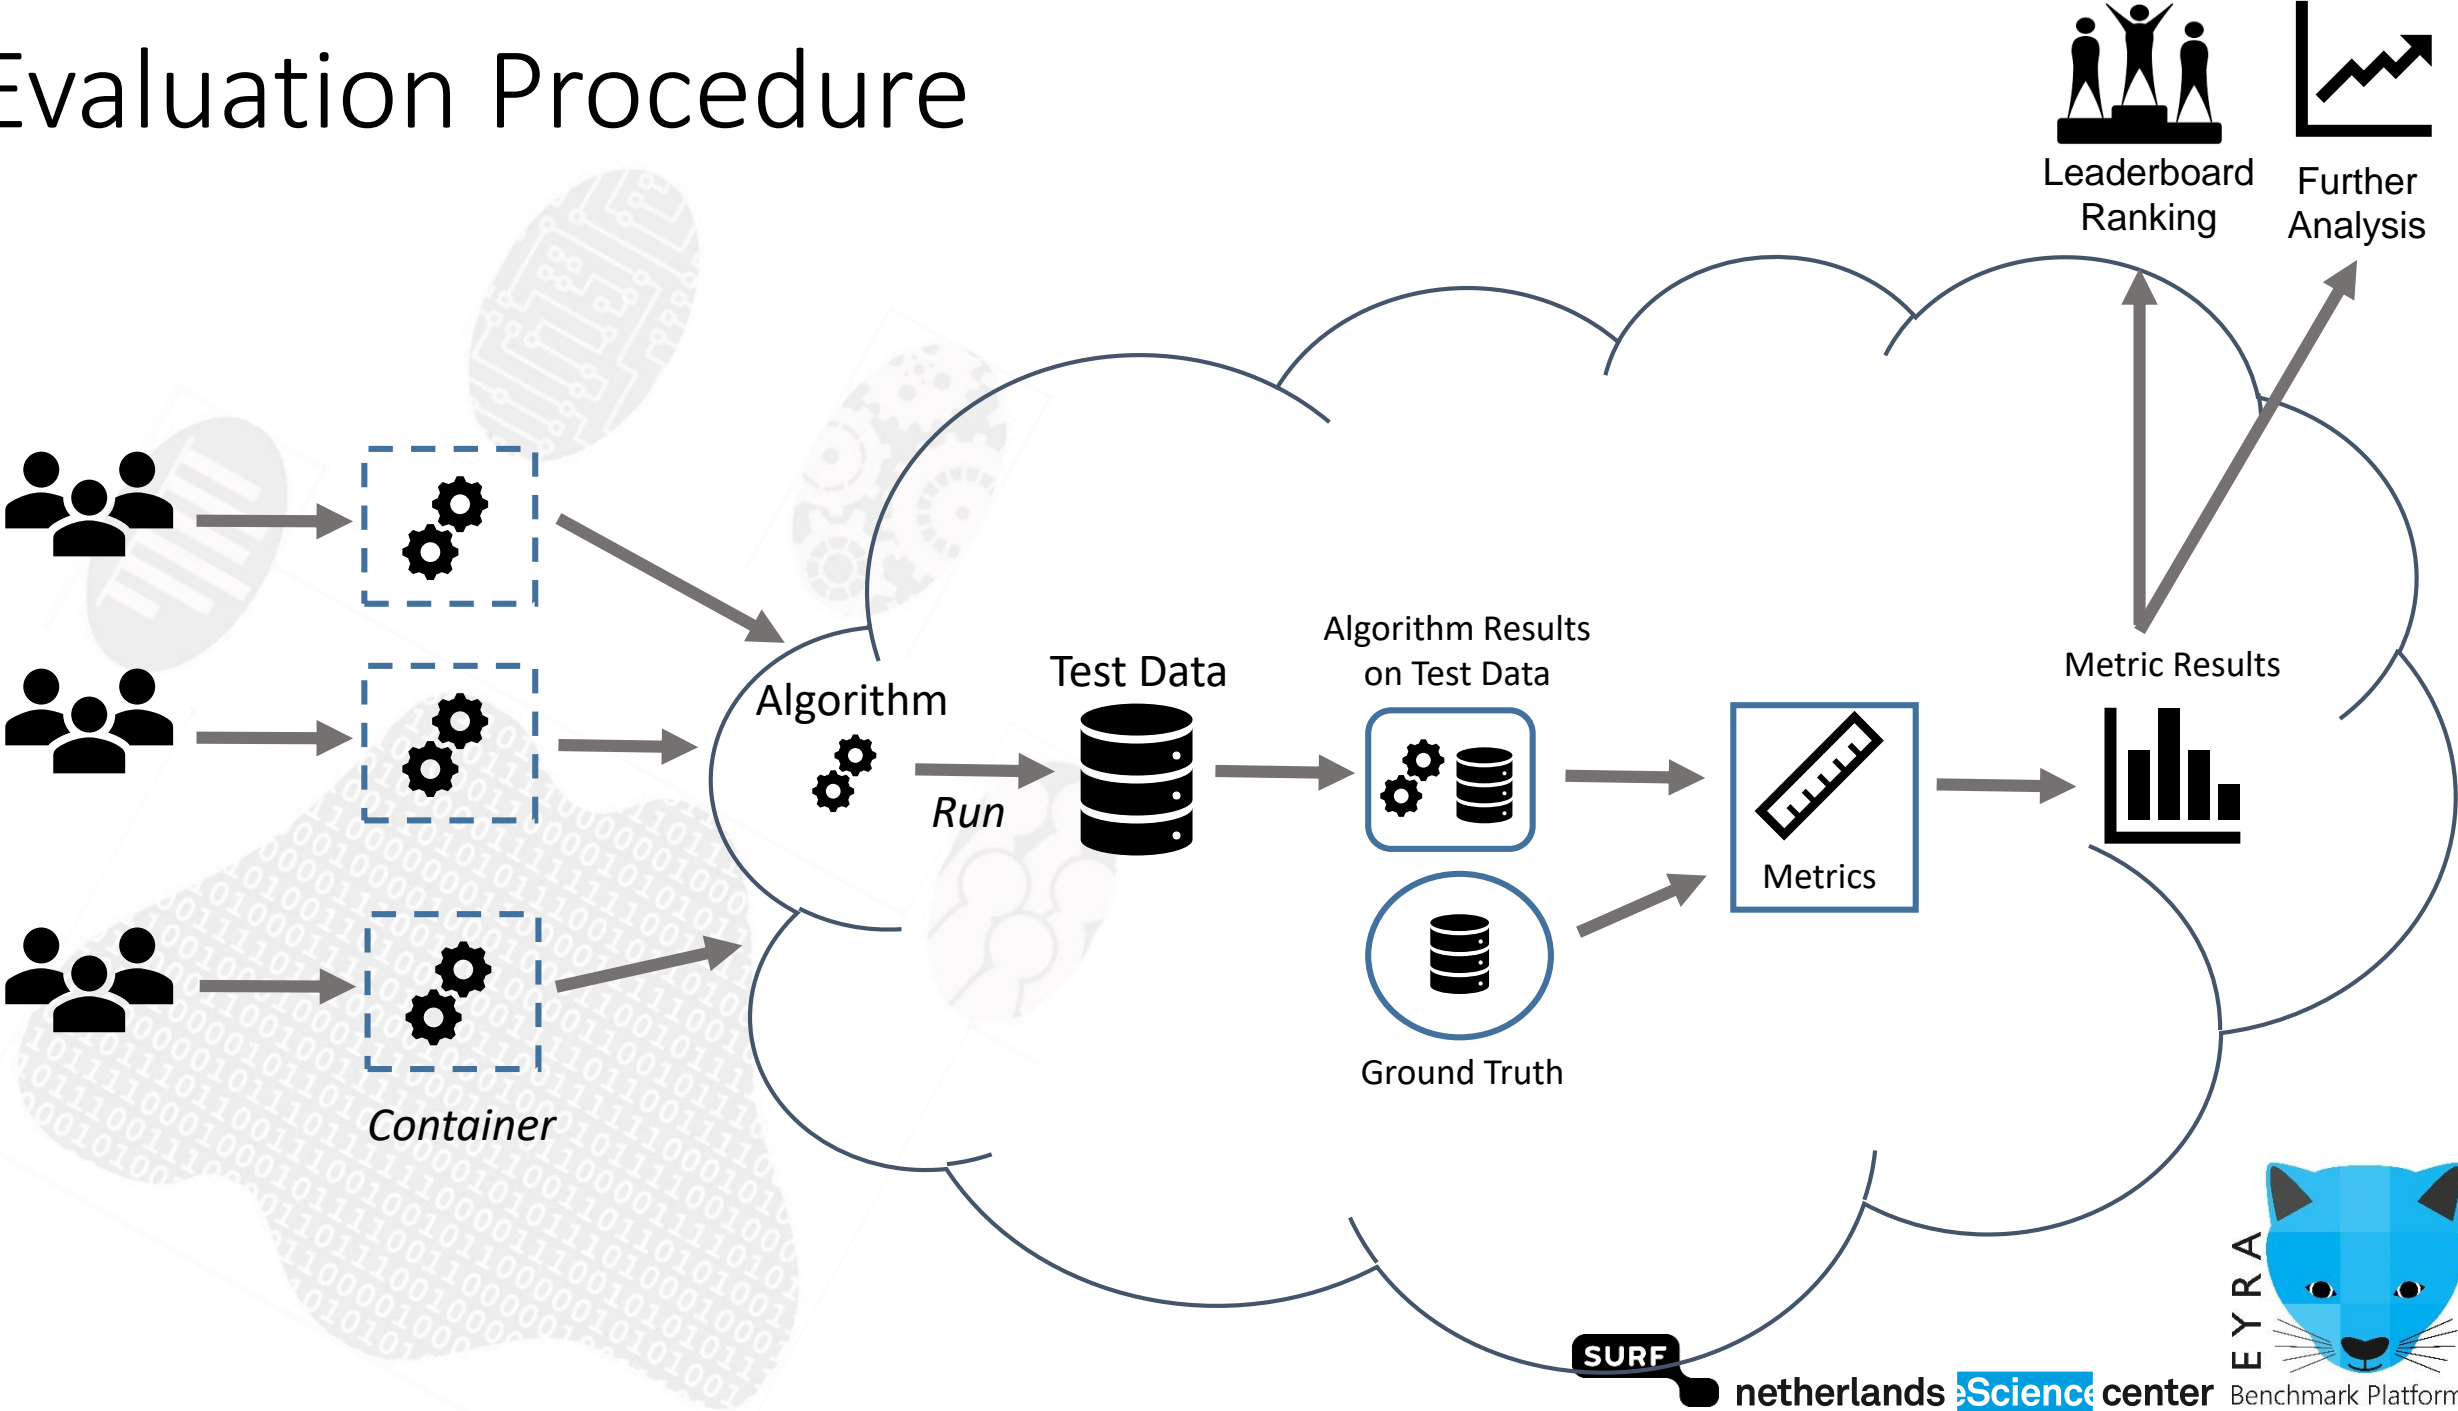 Evaluation Procedure
Leaderboard
Ranking
Further
Analysis
Algorithm Results
on Test Data
Test Data
Metric Results
Algorithm
Run
Metrics
Ground Truth
Container
EYRA
SURF
netherlands eScience center
Benchmark Platform